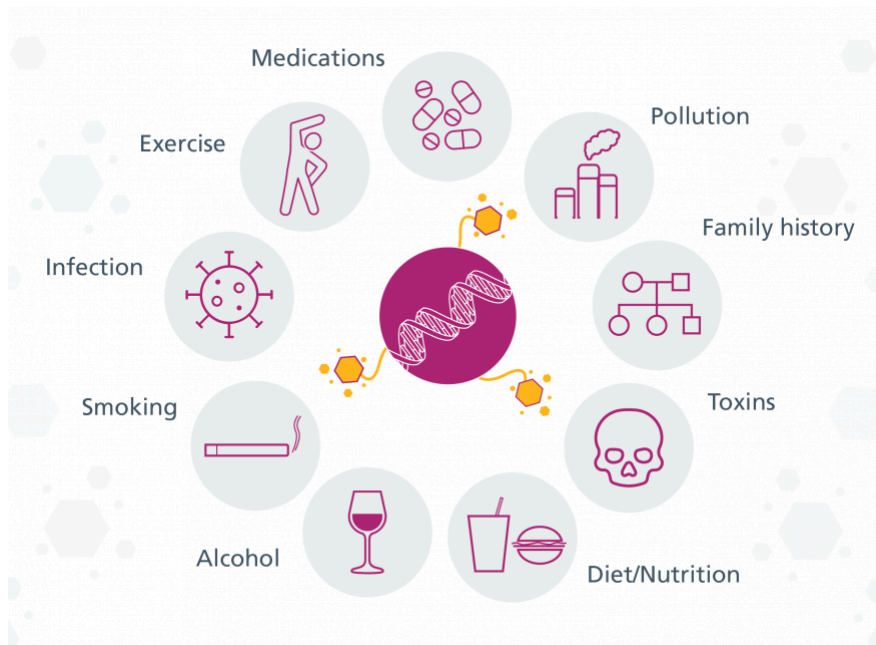 Medications
Pollution
Exercise
Family history
Infection
Toxins
Smoking
Alcohol
Diet/Nutrition